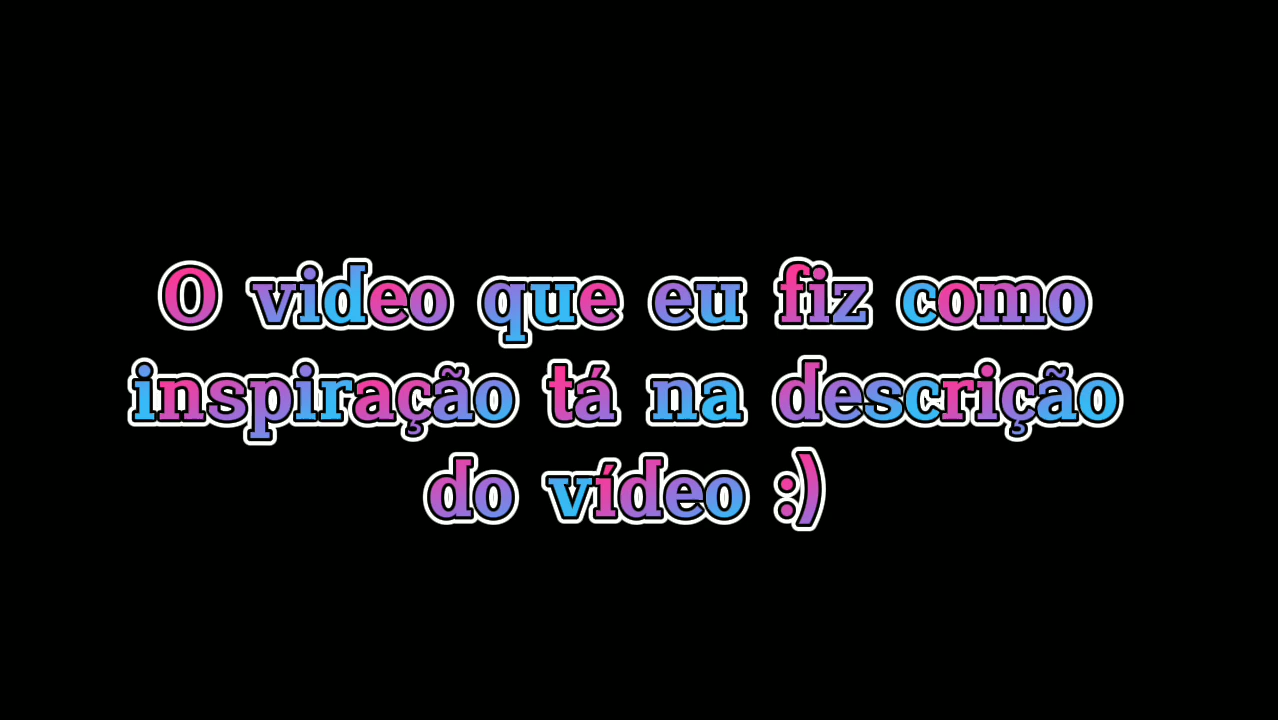 O video que eu fiz como
inspiração tá na descrição
do vídeo :)